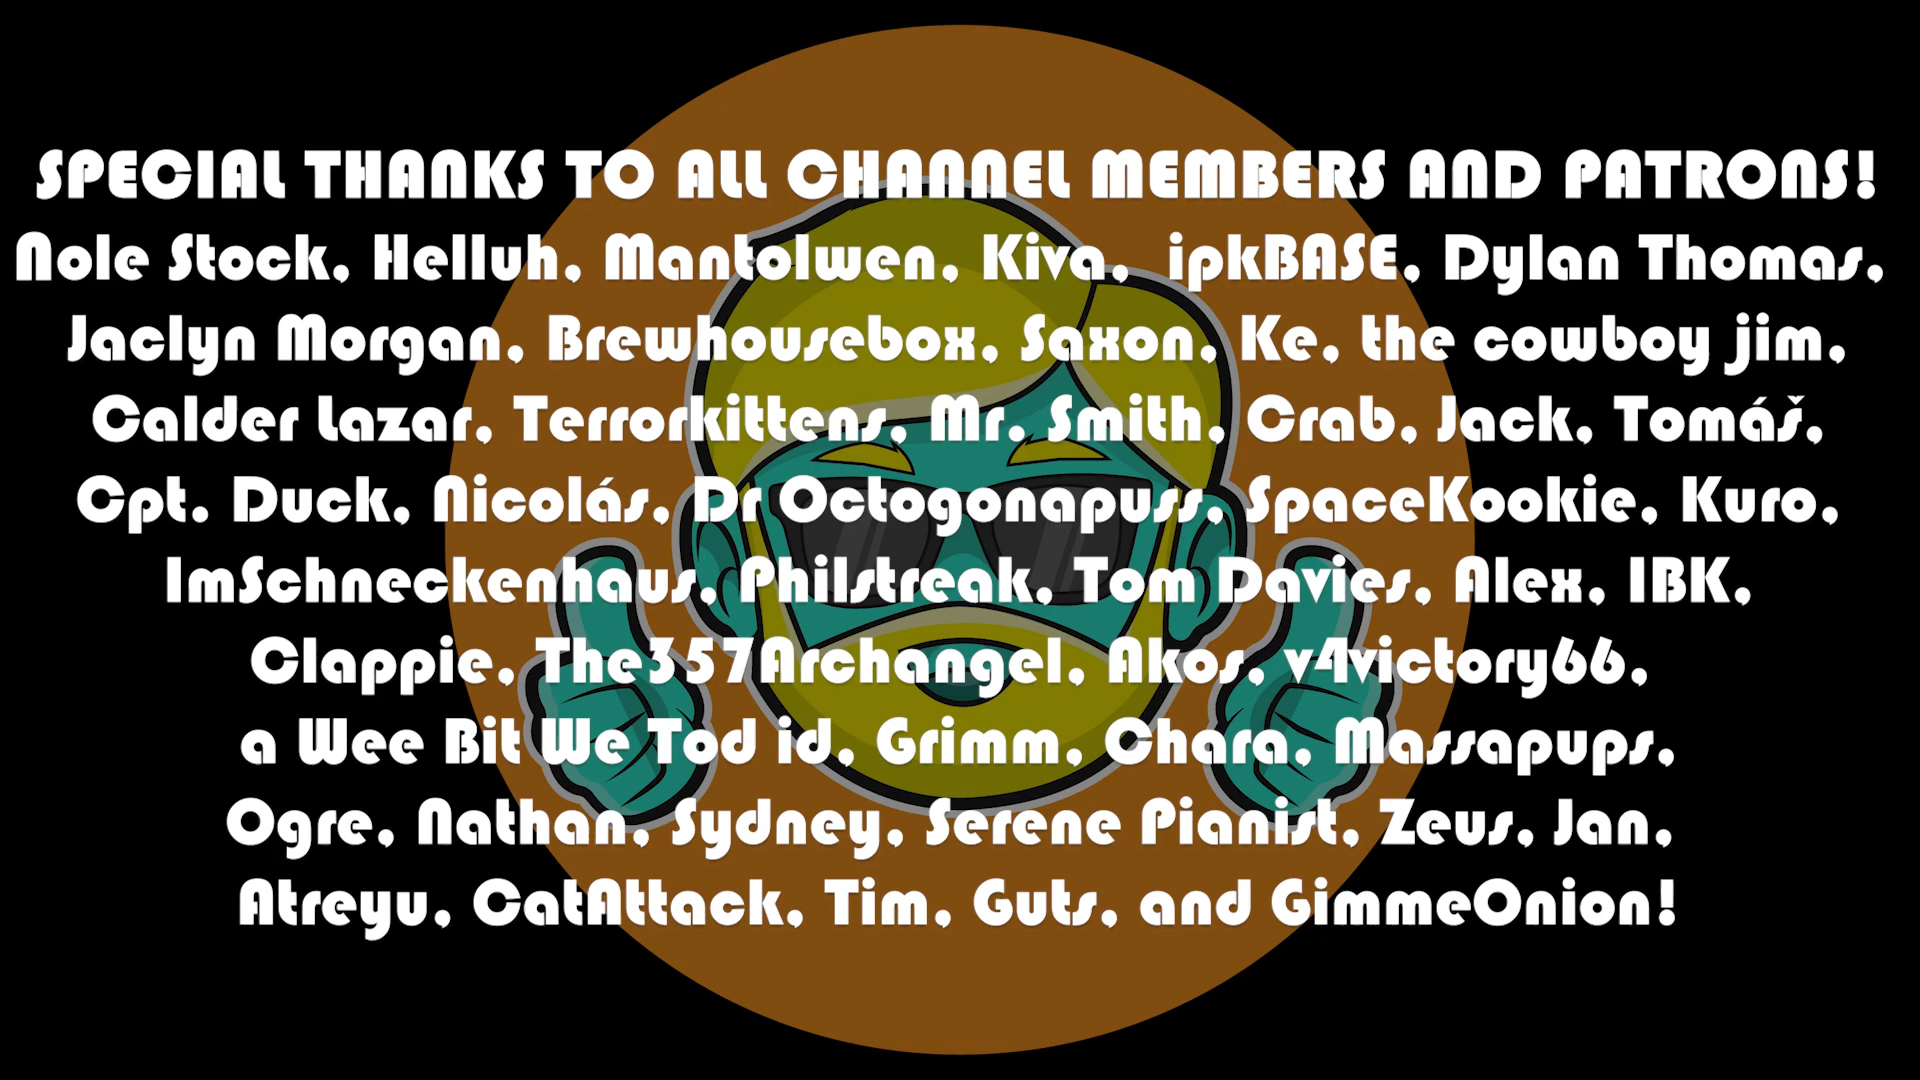 SPECIAL THANKS TO ALL CHANNEL MEMBERS AND PATRONS!
Nole Stock, Helluh, Mantolwen, Kiva, ipkBASE, Dylan Thomas,
Jaclyn Morgan, Brewhousebox, Saxon, Ke, the cowboy jim,
Calder Lazar, Terrorkittens, Mr. Smith, Crab, Jack, Tomáš,
Cpt. Duck, Nicolás, Dr Octogonapuss, SpaceKookie, Kuro,
ImSchneckenhaus, Philstreak, Tom Davies, Alex, IBK,
Clappie, The357Archangel, Akos, v4victory66,
a Wee Bit We Tod id, Grimm, Chara, Massapups,
Ogre, Nathan, Sydney, Serene Pianist, Zeus, Jan,
Atreyu, CatAttack, Tim, Guts, and GimmeOnion!